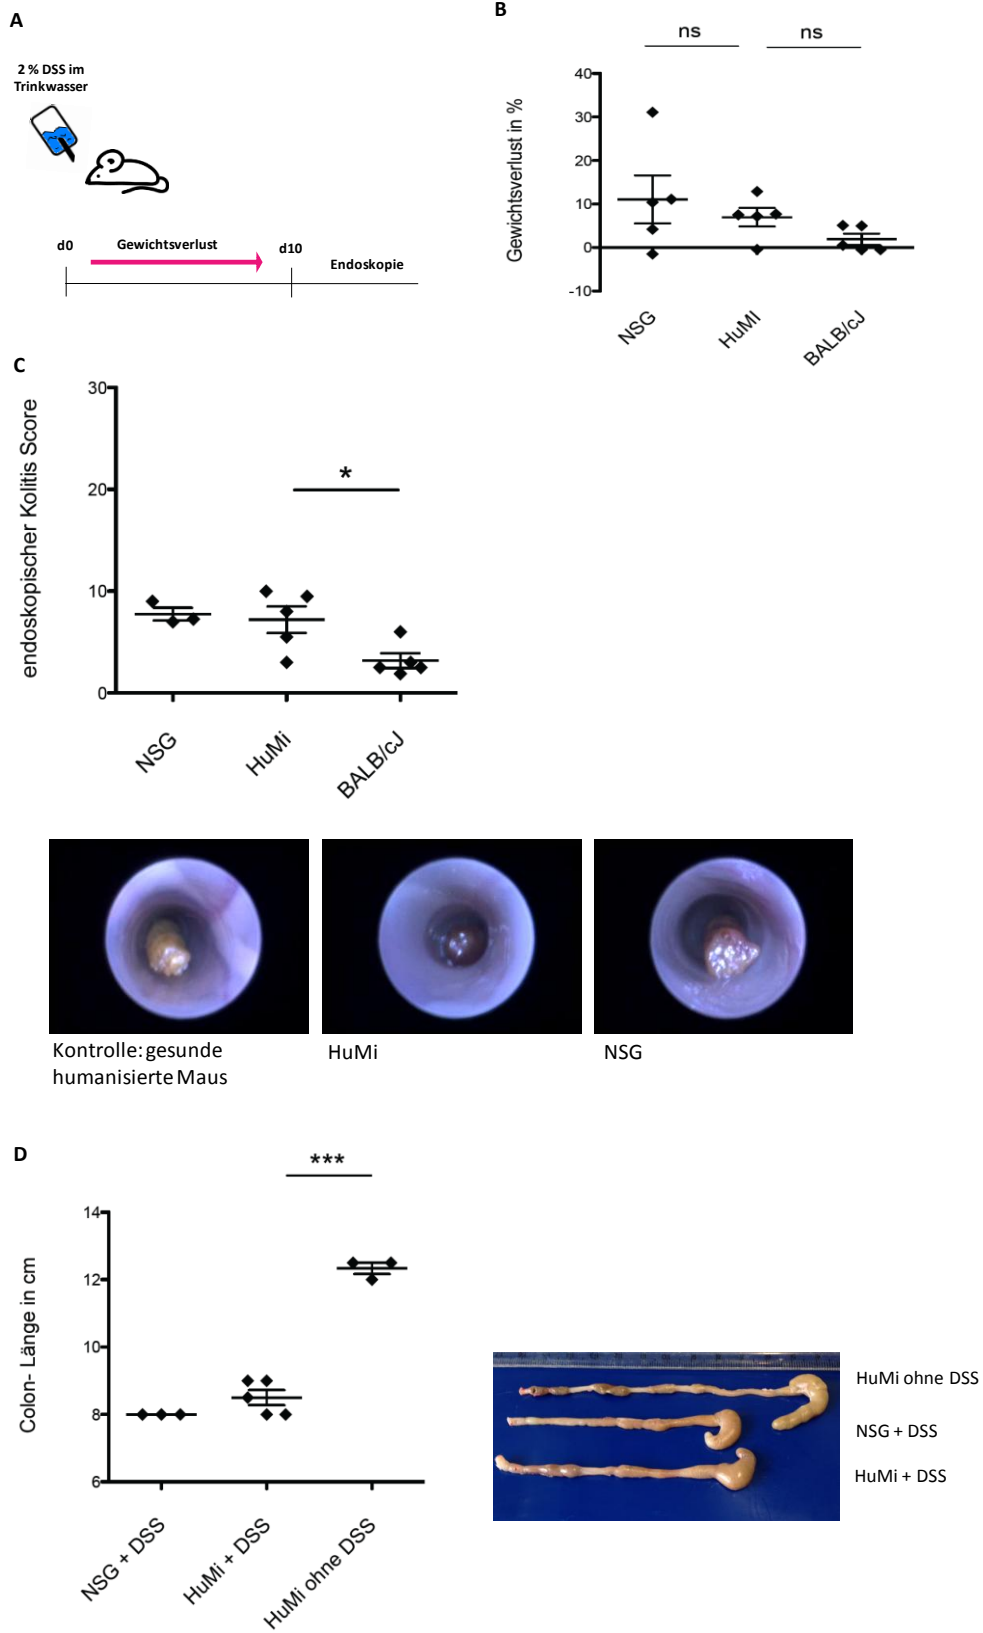 A
2 % DSS im
Trinkwasser
d0
Gewichtsverlust
d10
Endoskopie
B
ns
ns
Gewichtsverlust in %
40
30
20
10
0
-10
NSG
HuMI
BALB/cJ
C
endoskopischer Kolitis Score
30
20
10
0
*
NSG
HuMi
BALB/cJ
Kontrolle: gesunde
humanisierte Maus
HuMi
NSG
D
***
Colon- Länge in cm
14
12
10
8
6
NSG + DSS
HuMi + DSS
HuMi ohne DSS
HuMi ohne DSS
NSG + DSS
HuMi + DSS